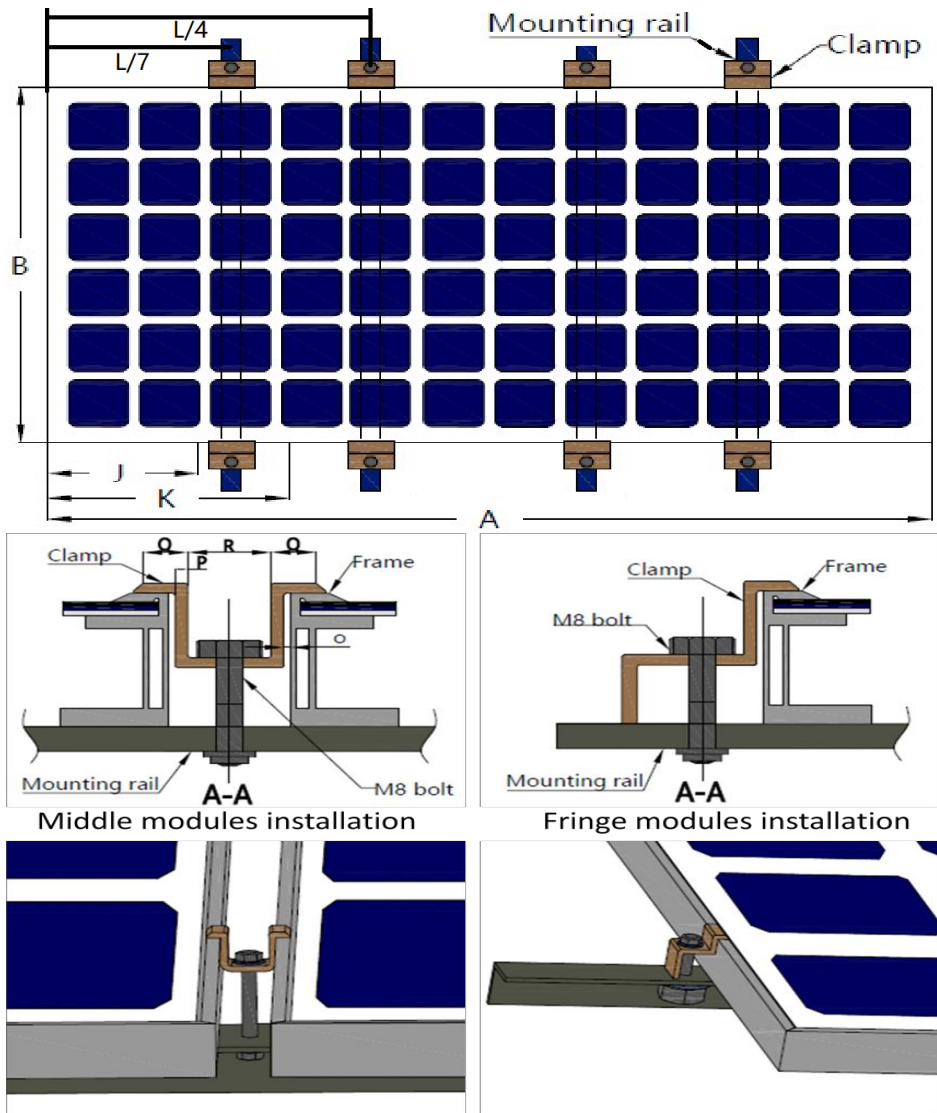 L/4
L/7
Mounting rail
Clamp
B
J
K
A
Q R Q
Clamp
P
Frame
O
Mounting rail
M8 bolt
A-A
Middle modules installation
Clamp
Frame
M8 bolt
Mounting rail
A-A
Fringe modules installation